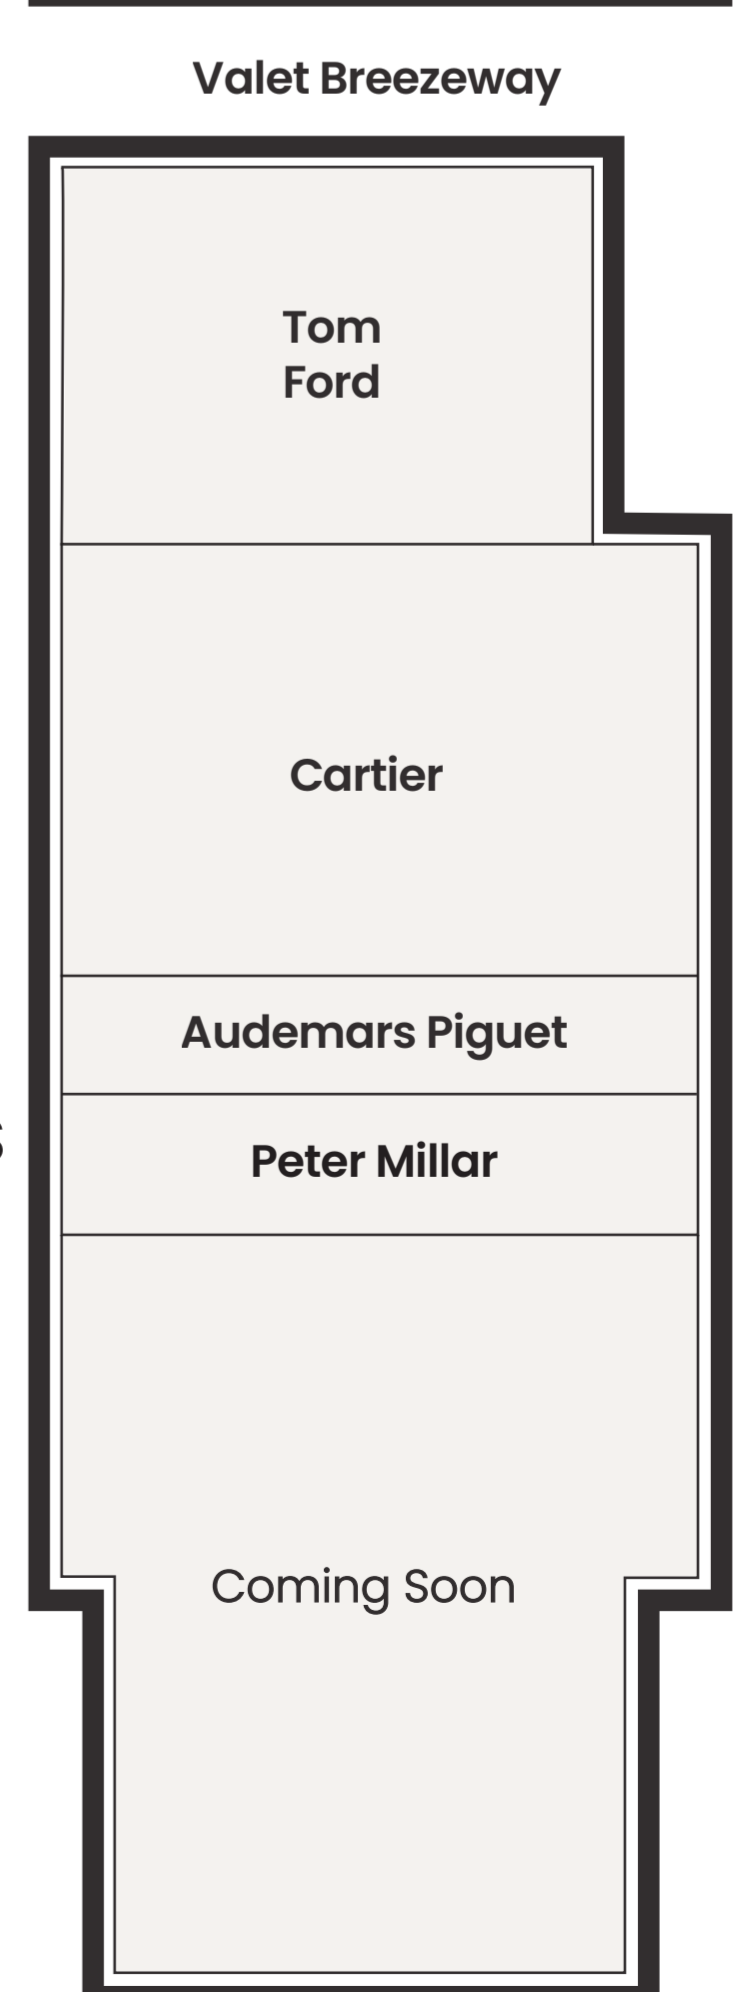 Valet Breezeway
Tom
Ford
Cartier
Audemars Piguet
Peter Millar
Coming Soon